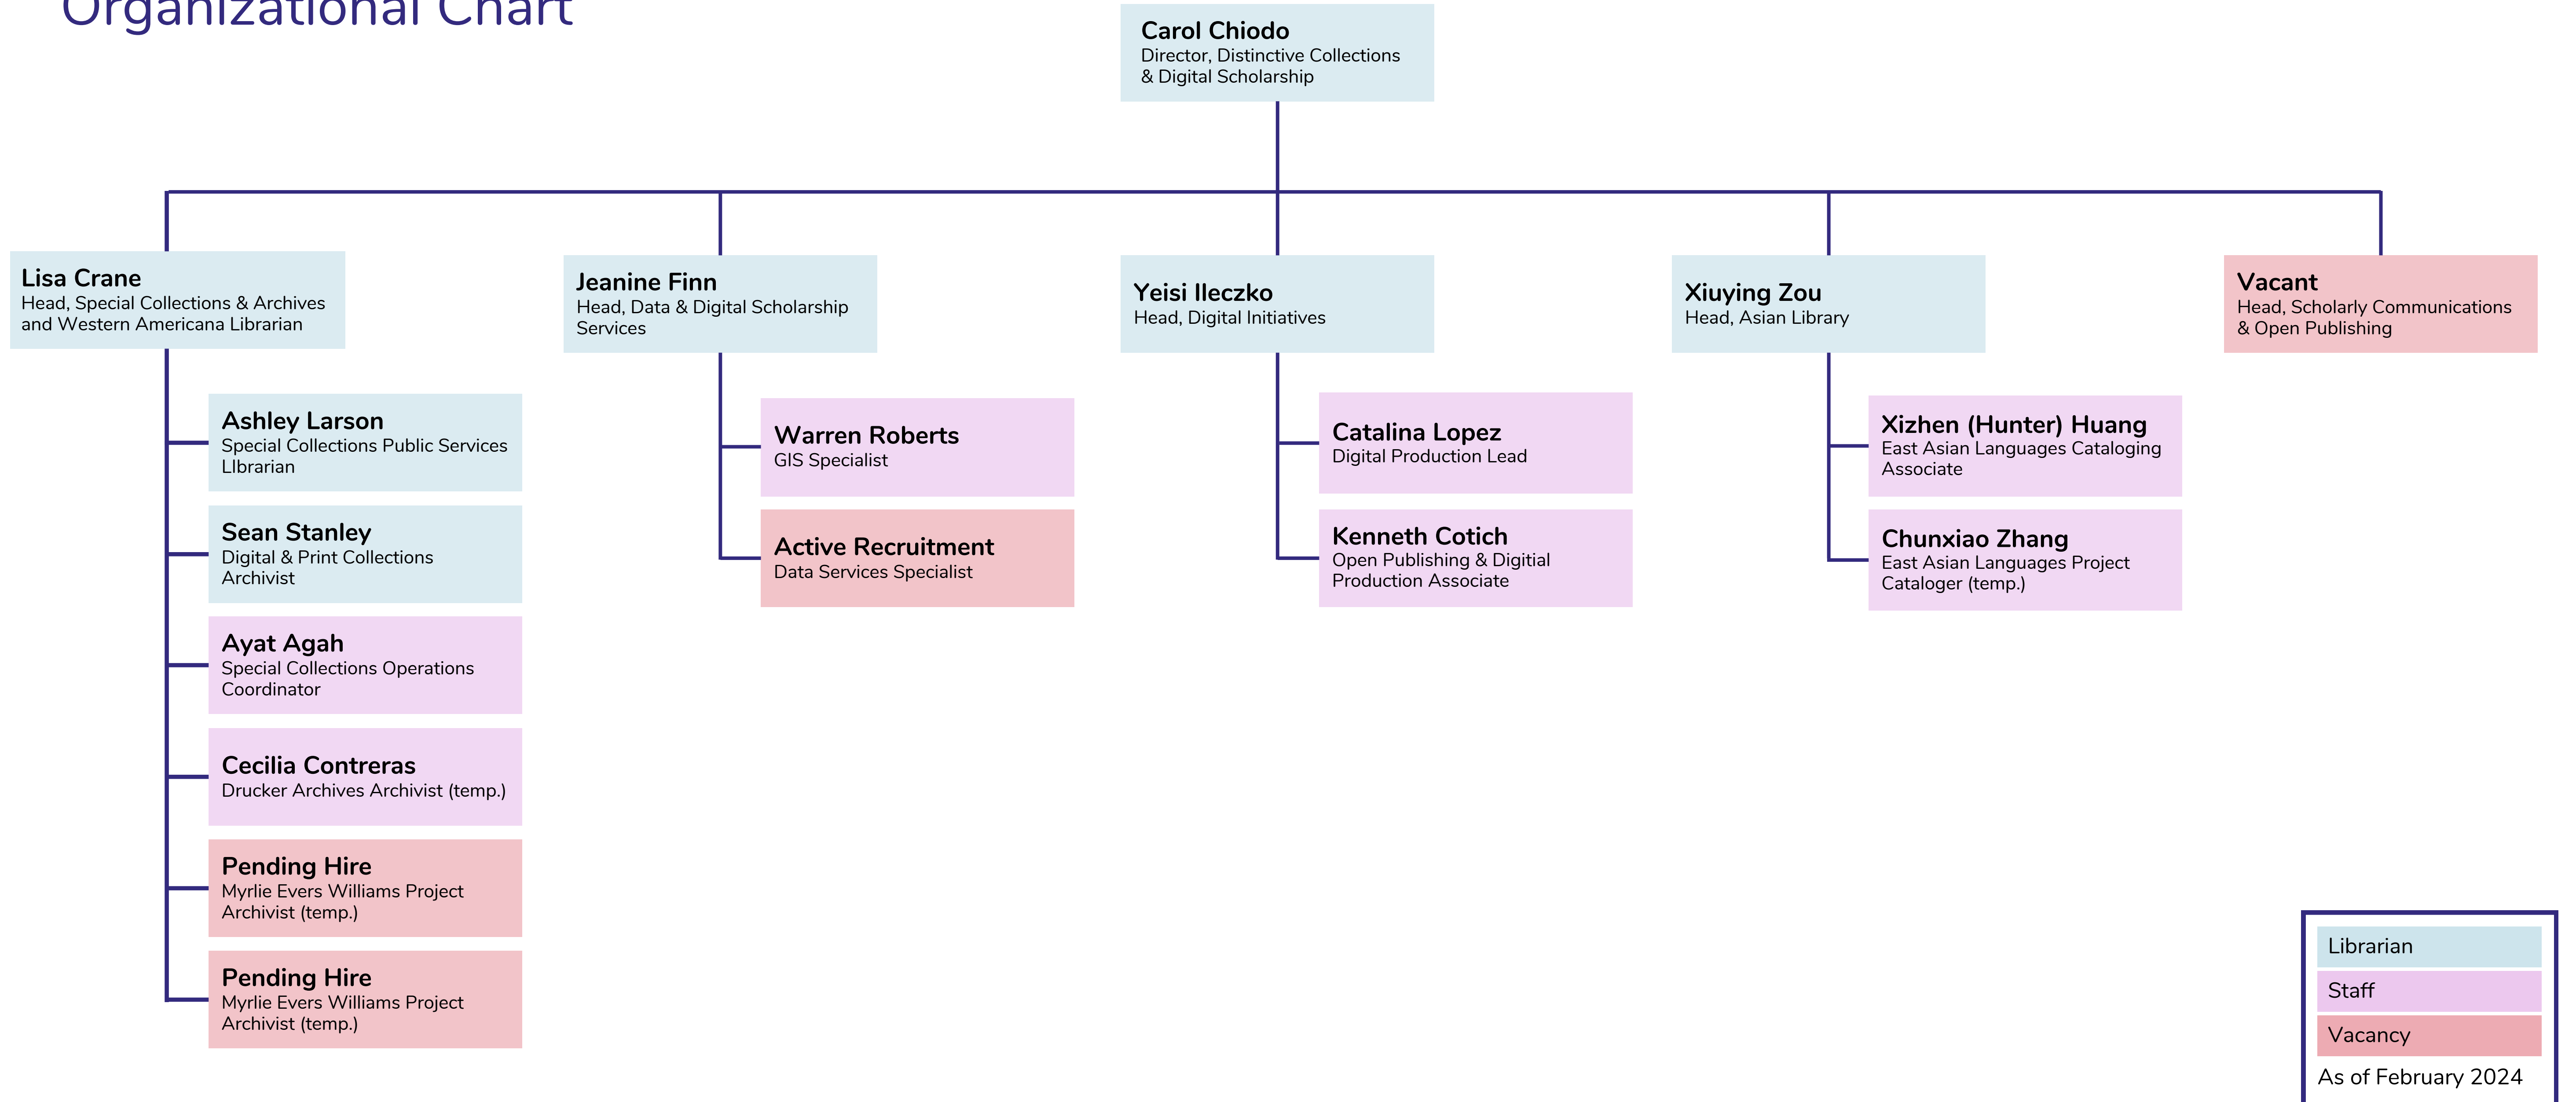 Organizational Chart
Carol Chiodo
Director, Distinctive Collections
& Digital Scholarship
Lisa Crane
Head, Special Collections & Archives
and Western Americana Librarian
Ashley Larson
Special Collections Public Services
LIbrarian
Sean Stanley
Digital & Print Collections
Archivist
Ayat Agah
Special Collections Operations
Coordinator
Cecilia Contreras
Drucker Archives Archivist (temp.)
Pending Hire
Myrlie Evers Williams Project
Archivist (temp.)
Pending Hire
Myrlie Evers Williams Project
Archivist (temp.)
Jeanine Finn
Head, Data & Digital Scholarship
Services
Warren Roberts
GIS Specialist
Active Recruitment
Data Services Specialist
Yeisi Ileczko
Head, Digital Initiatives
Catalina Lopez
Digital Production Lead
Kenneth Cotich
Open Publishing & Digitial
Production Associate
Xiuying Zou
Head, Asian Library
Xizhen (Hunter) Huang
East Asian Languages Cataloging
Associate
Chunxiao Zhang
East Asian Languages Project
Cataloger (temp.)
Vacant
Head, Scholarly Communications
& Open Publishing
Librarian
Staff
Vacancy
As of February 2024